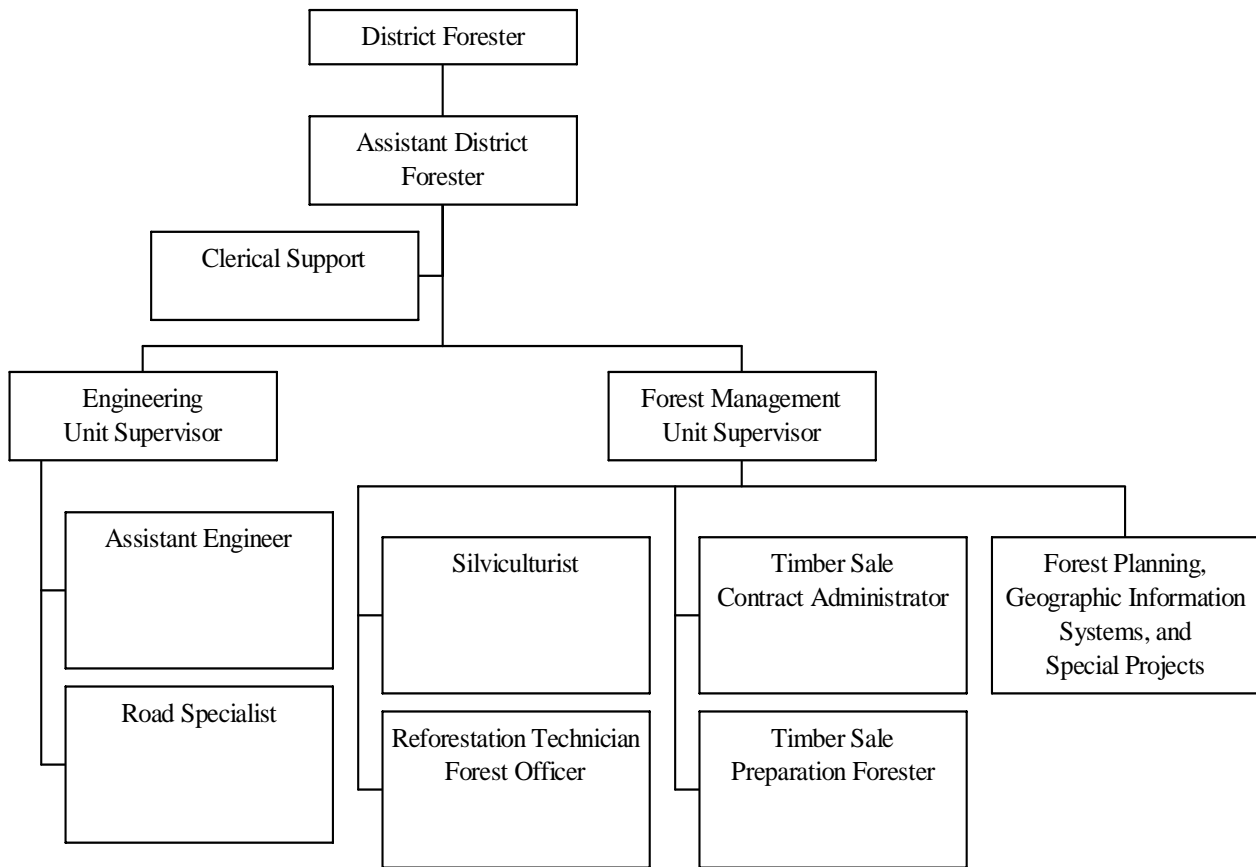 District Forester
Assistant District
Forester
Clerical Support
Engineering
Unit Supervisor
Forest Management
Unit Supervisor
Assistant Engineer
Road Specialist
Silviculturist
Reforestation Technician
Forest Officer
Timber Sale
Contract Administrator
Timber Sale
Preparation Forester
Forest Planning,
Geographic Information
Systems, and
Special Projects